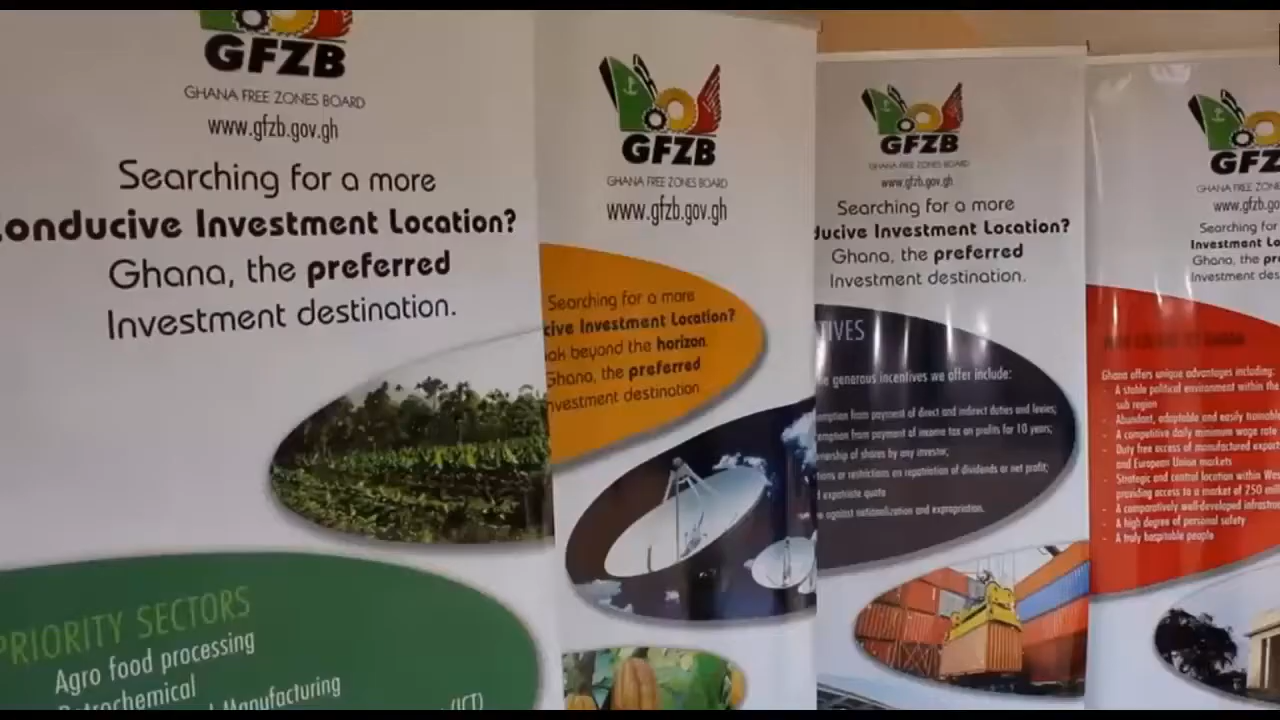 GFZB
GHANA FREE ZONES BOARD
www.gfzb.gov.gh
Searching for a more
onducive Investment Location?
Ghana, the preferred
Investment destination.
PRIORITY SECTORS
Agro food processing
Manufacturing
GFZB
GHANA FREE ZONES BOARD
www.gfzb.gov.gh
Searching for a more
cive Investment Location?
ok beyond the horizon.
Ghana, the preferred
nvestment destination
GFZB
GHANA FREE ZONES BOARD
www.gfzb.gov.gh
Searching for a more
ducive Investment Location?
Ghana, the preferred
Investment destination.
TIVES
generous incentives we offer include:
emption from payment of direct and indirect duties and levies;
emption from payment of income tax on profits for 10 years;
nership of shares by any investor;
tions or restrictions on repatriation of dividends or net profit;
expatriate quota
against nationalization and expropriation.
GFZ
GHANA FREE ZON
www.gfzb.go
Searching for
Investment Lo
Ghana, the pr
Investment des
Ghana offers unique advantages including:
- A stable political environment within the
sub region
- Abundant, adaptable and easily trainable
- A competitive daily minimum wage rate
- Duty free access of manufactured export
and European Union markets
- Strategic and central location within Wes
providing access to a market of 250 mill
- A comparatively well-developed infrastru
- A high degree of personal safety
- A truly hospitable people